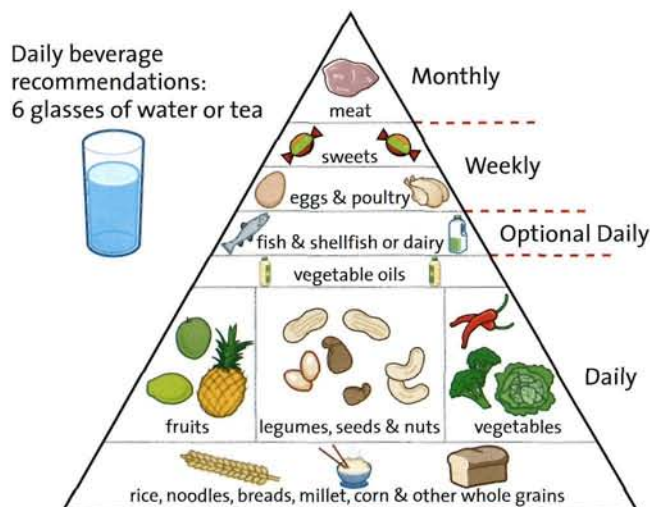 Daily beverage
recommendations:
6 glasses of water or tea
Monthly
meat
sweets
Weekly
eggs & poultry
fish & shellfish or dairy
Optional Daily
vegetable oils
Daily
fruits
legumes, seeds & nuts
vegetables
rice, noodles, breads, millet, corn & other whole grains